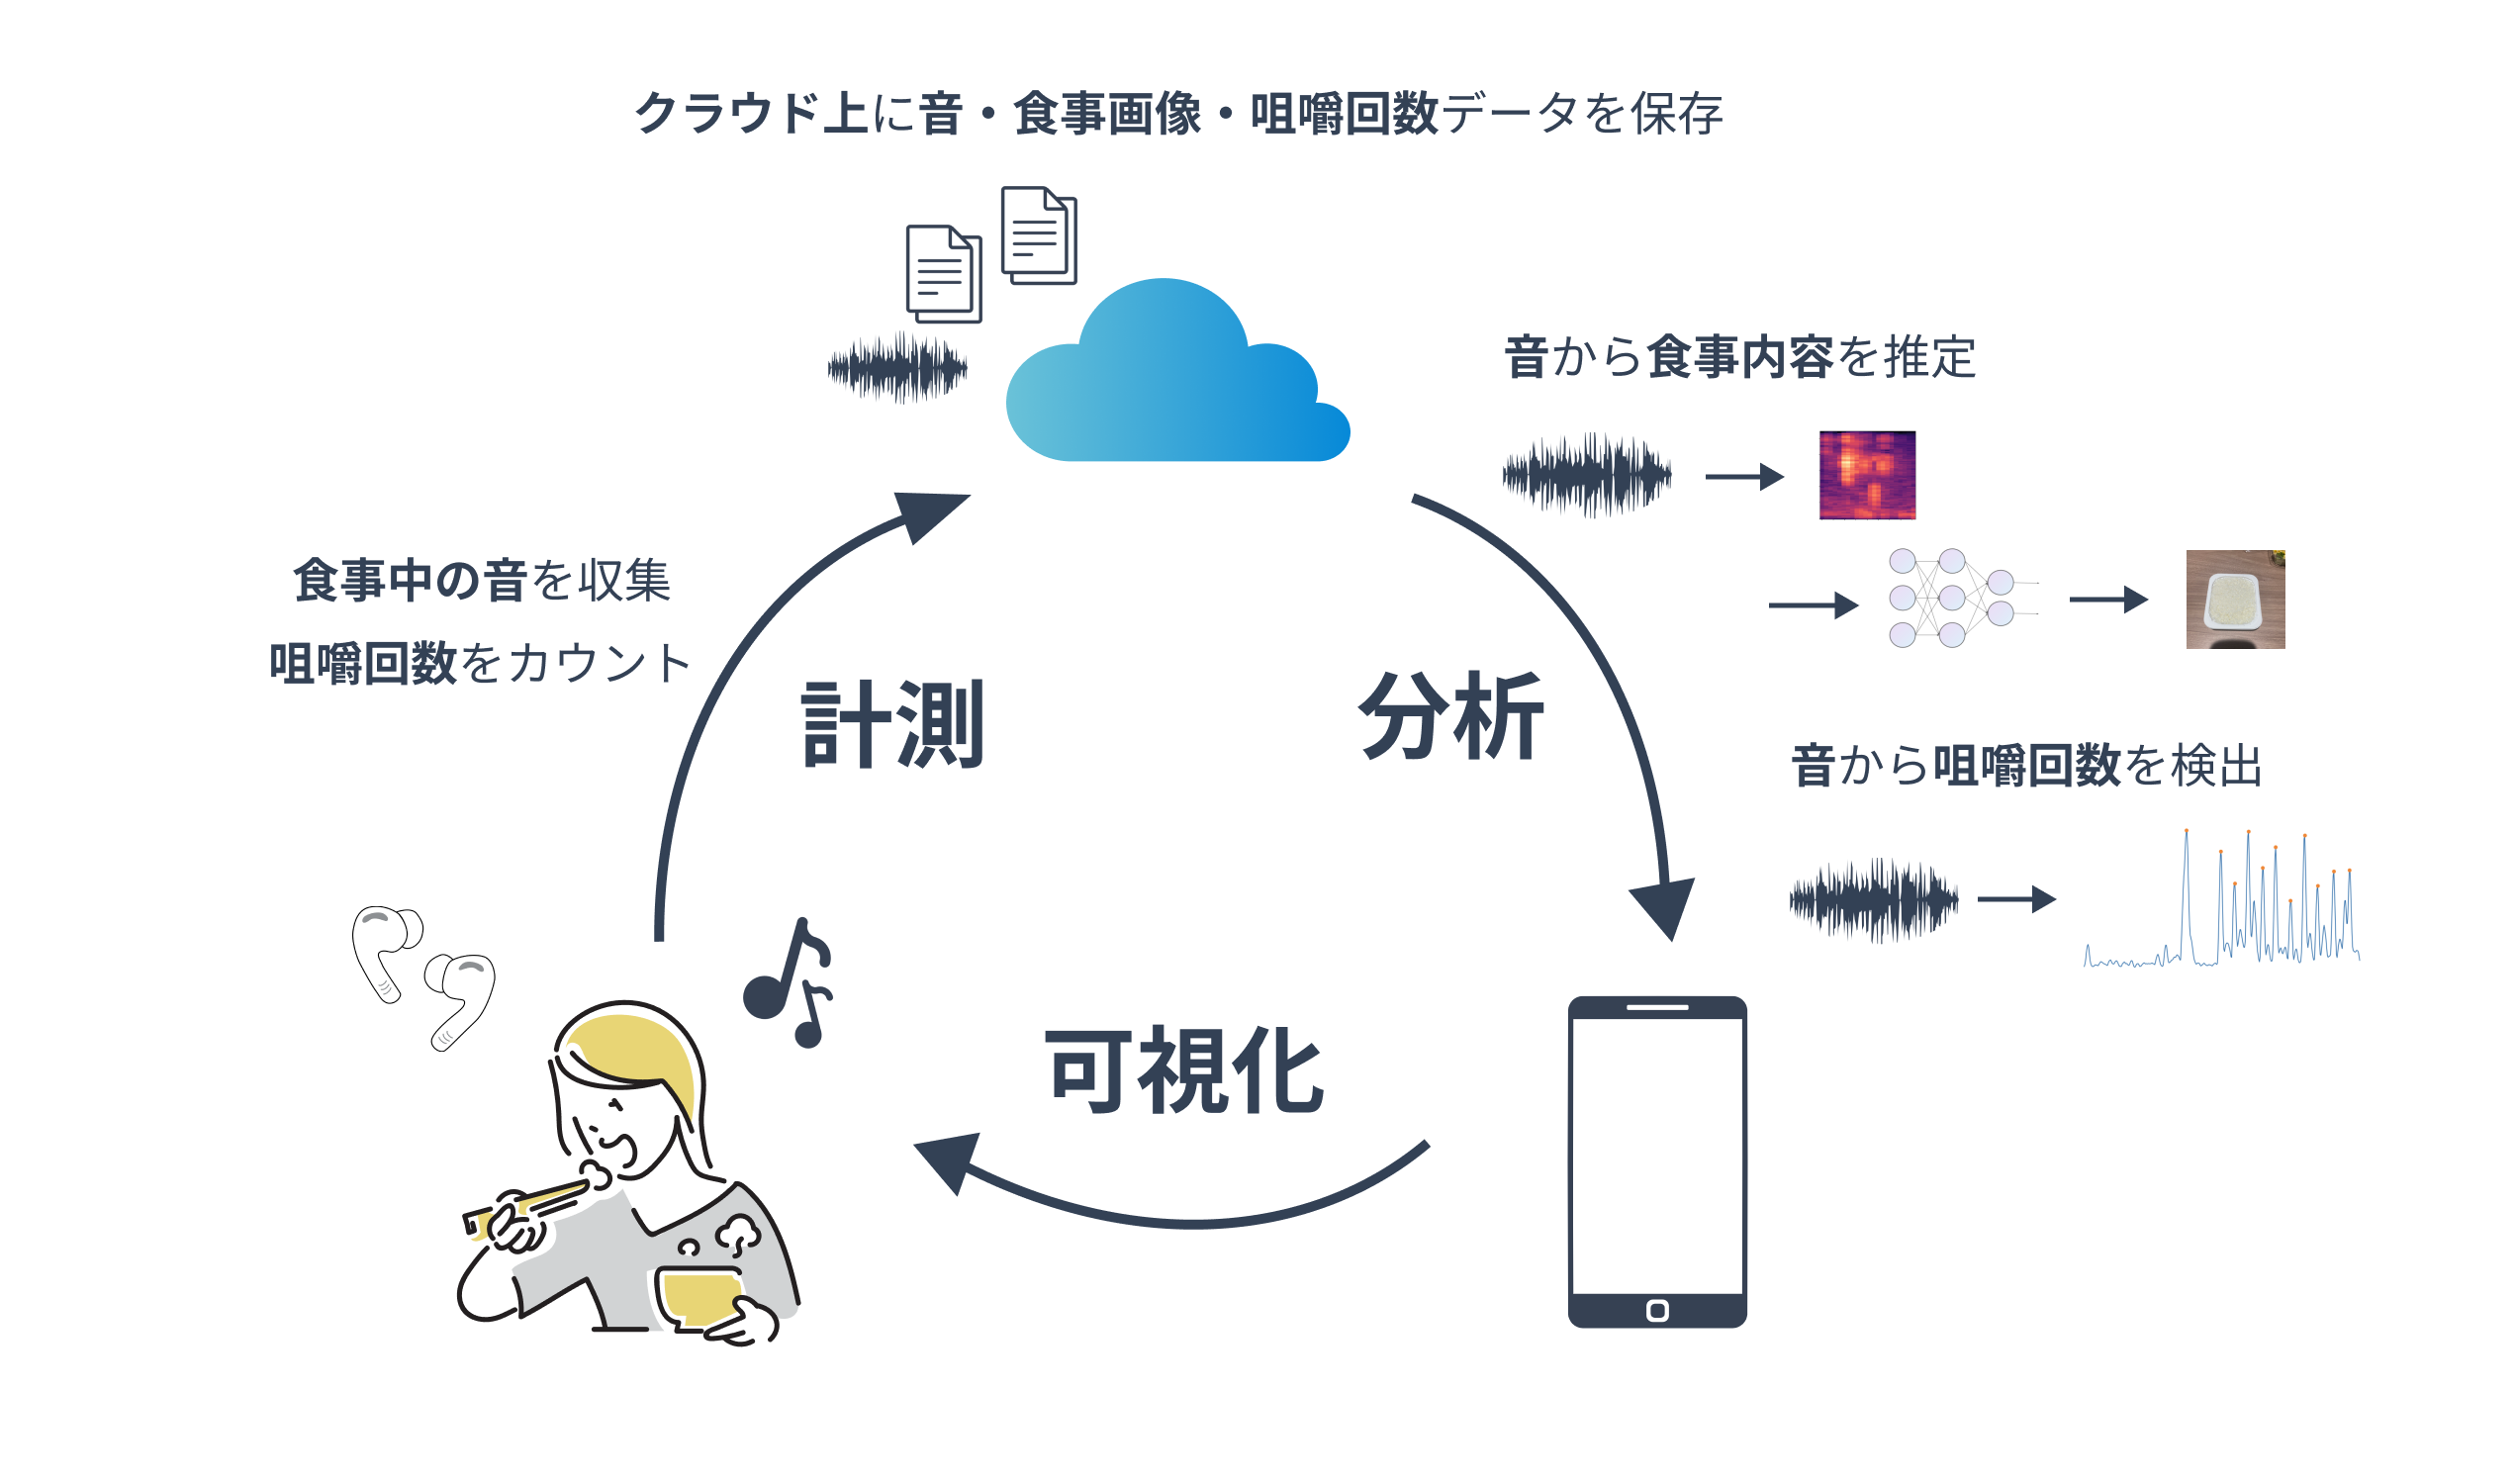 クラウド上に音・食事画像・咀嚼回数データを保存
音から食事内容を推定
食事中の音を収集
咀嚼回数をカウント
計測
分析
音から咀嚼回数を検出
可視化